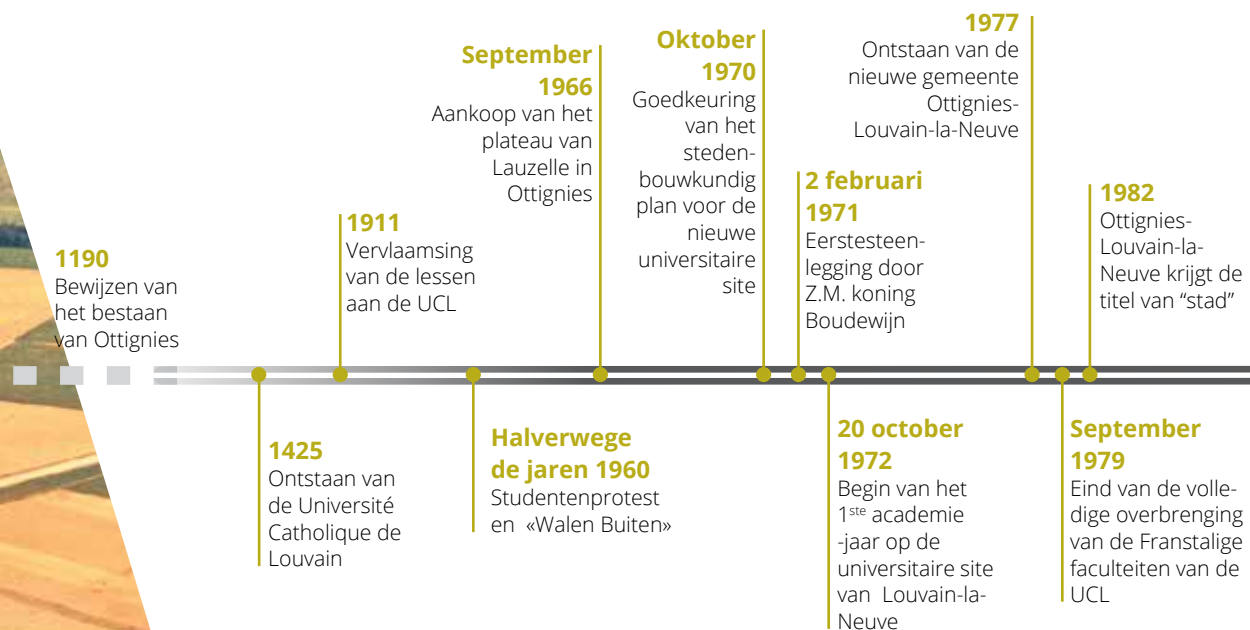 1190
Bewijzen van
het bestaan
van Ottignies
1425
Ontstaan van
de Université
Catholique de
Louvain
1911
Vervlaamsing
van de lessen
aan de UCL
Halverwege
de jaren 1960
Studentenprotest
en «Walen Buiten»
September
1966
Aankoop van het
plateau van
Lauzelle in
Ottignies
Oktober
1970
Goedkeuring
van het
steden-
bouwkundig
plan voor de
nieuwe
universitaire
site
2 februari
1971
Eerstesteen-
legging door
Z.M. koning
Boudewijn
20 october
1972
Begin van het
1ste academie
-jaar op de
universitaire site
van Louvain-la-
Neuve
1977
Ontstaan van de
nieuwe gemeente
Ottignies-
Louvain-la-Neuve
September
1979
Eind van de volle-
dige overbrenging
van de Franstalige
faculteiten van de
UCL
1982
Ottignies-
Louvain-la-
Neuve krijgt de
titel van “stad”